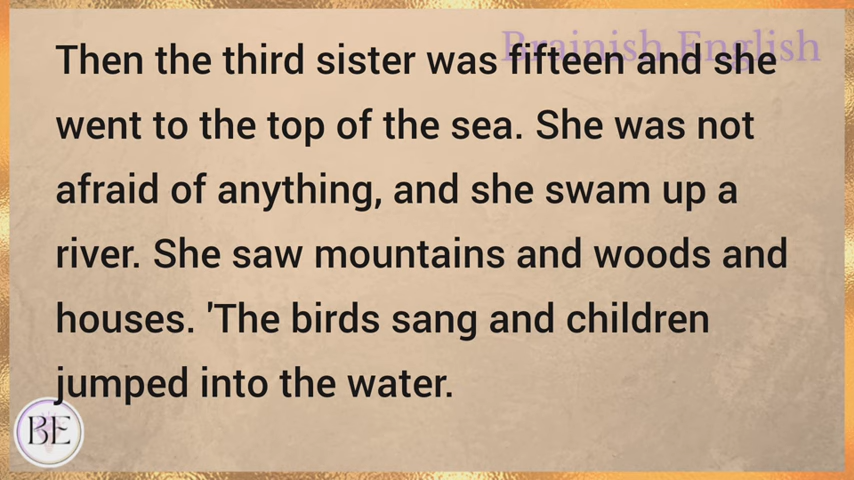 Brainish English
Then the third sister was fifteen and she
went to the top of the sea. She was not
afraid of anything, and she swam up a
river. She saw mountains and woods and
houses. 'The birds sang and children
jumped into the water.
BE